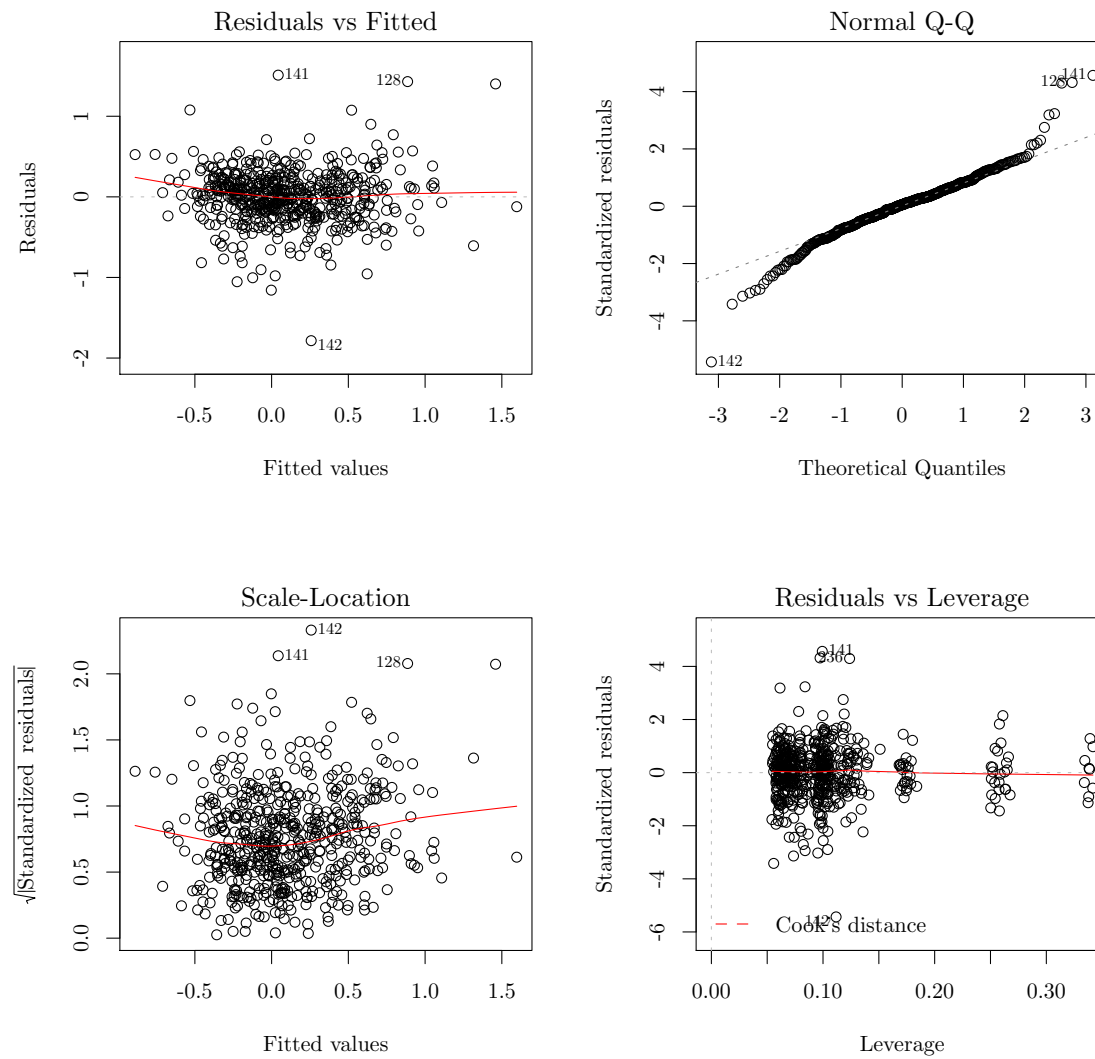 Residuals vs Fitted
Residuals
1
0
-1
-2
141
128
142
-0.5 0.0 0.5 1.0 1.5
Fitted values
Normal Q-Q
Standardized residuals
4
2
0
-2
-4
128
141
142
-3 -2 -1 0 1 2 3
Theoretical Quantiles
Scale-Location
√|Standardized residuals|
2.0
1.5
1.0
0.5
0.0
142
141
128
-0.5 0.0 0.5 1.0 1.5
Fitted values
Residuals vs Leverage
Standardized residuals
4
2
0
-2
-4
-6
141
236
142
Cook's distance
0.00 0.10 0.20 0.30
Leverage